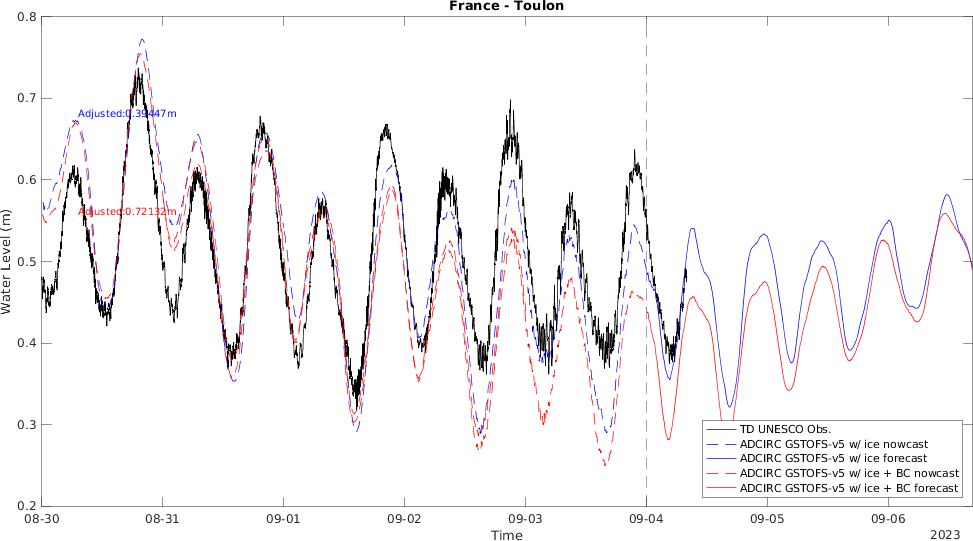 France - Toulon
0.8
0.7
0.6
0.5
0.4
0.3
0.2
Water Level (m)
Adjusted:0.39447m
Adjusted:0.72132m
TD UNESCO Obs.
ADCIRC GSTOFS-v5 w/ ice nowcast
ADCIRC GSTOFS-v5 w/ ice forecast
ADCIRC GSTOFS-v5 w/ ice + BC nowcast
ADCIRC GSTOFS-v5 w/ ice + BC forecast
08-30 08-31 09-01 09-02 09-03 09-04 09-05 09-06
Time
2023